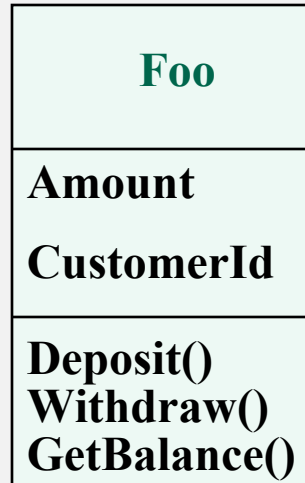 Foo
Amount
CustomerId
Deposit()
Withdraw()
GetBalance()